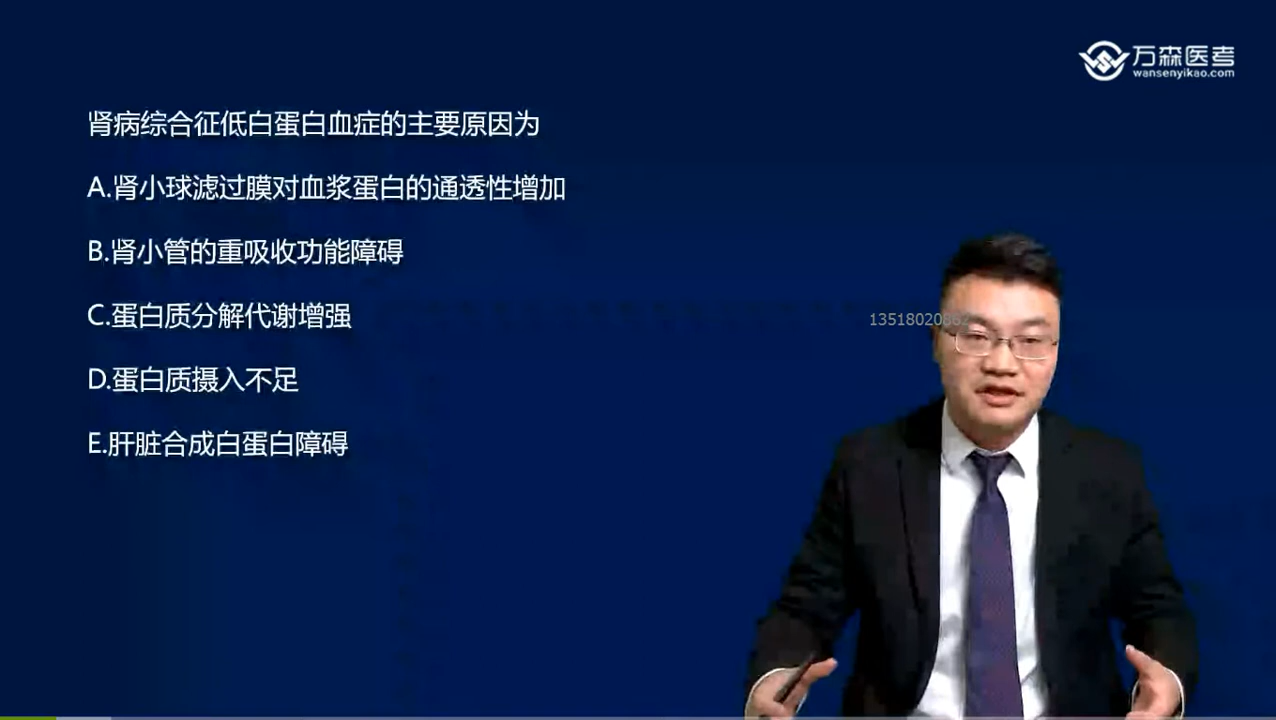 万森医考
wansenyikao.com
肾病综合征低白蛋白血症的主要原因为
A.肾小球滤过膜对血浆蛋白的通透性增加
B.肾小管的重吸收功能障碍
C.蛋白质分解代谢增强
D.蛋白质摄入不足
E.肝脏合成白蛋白障碍